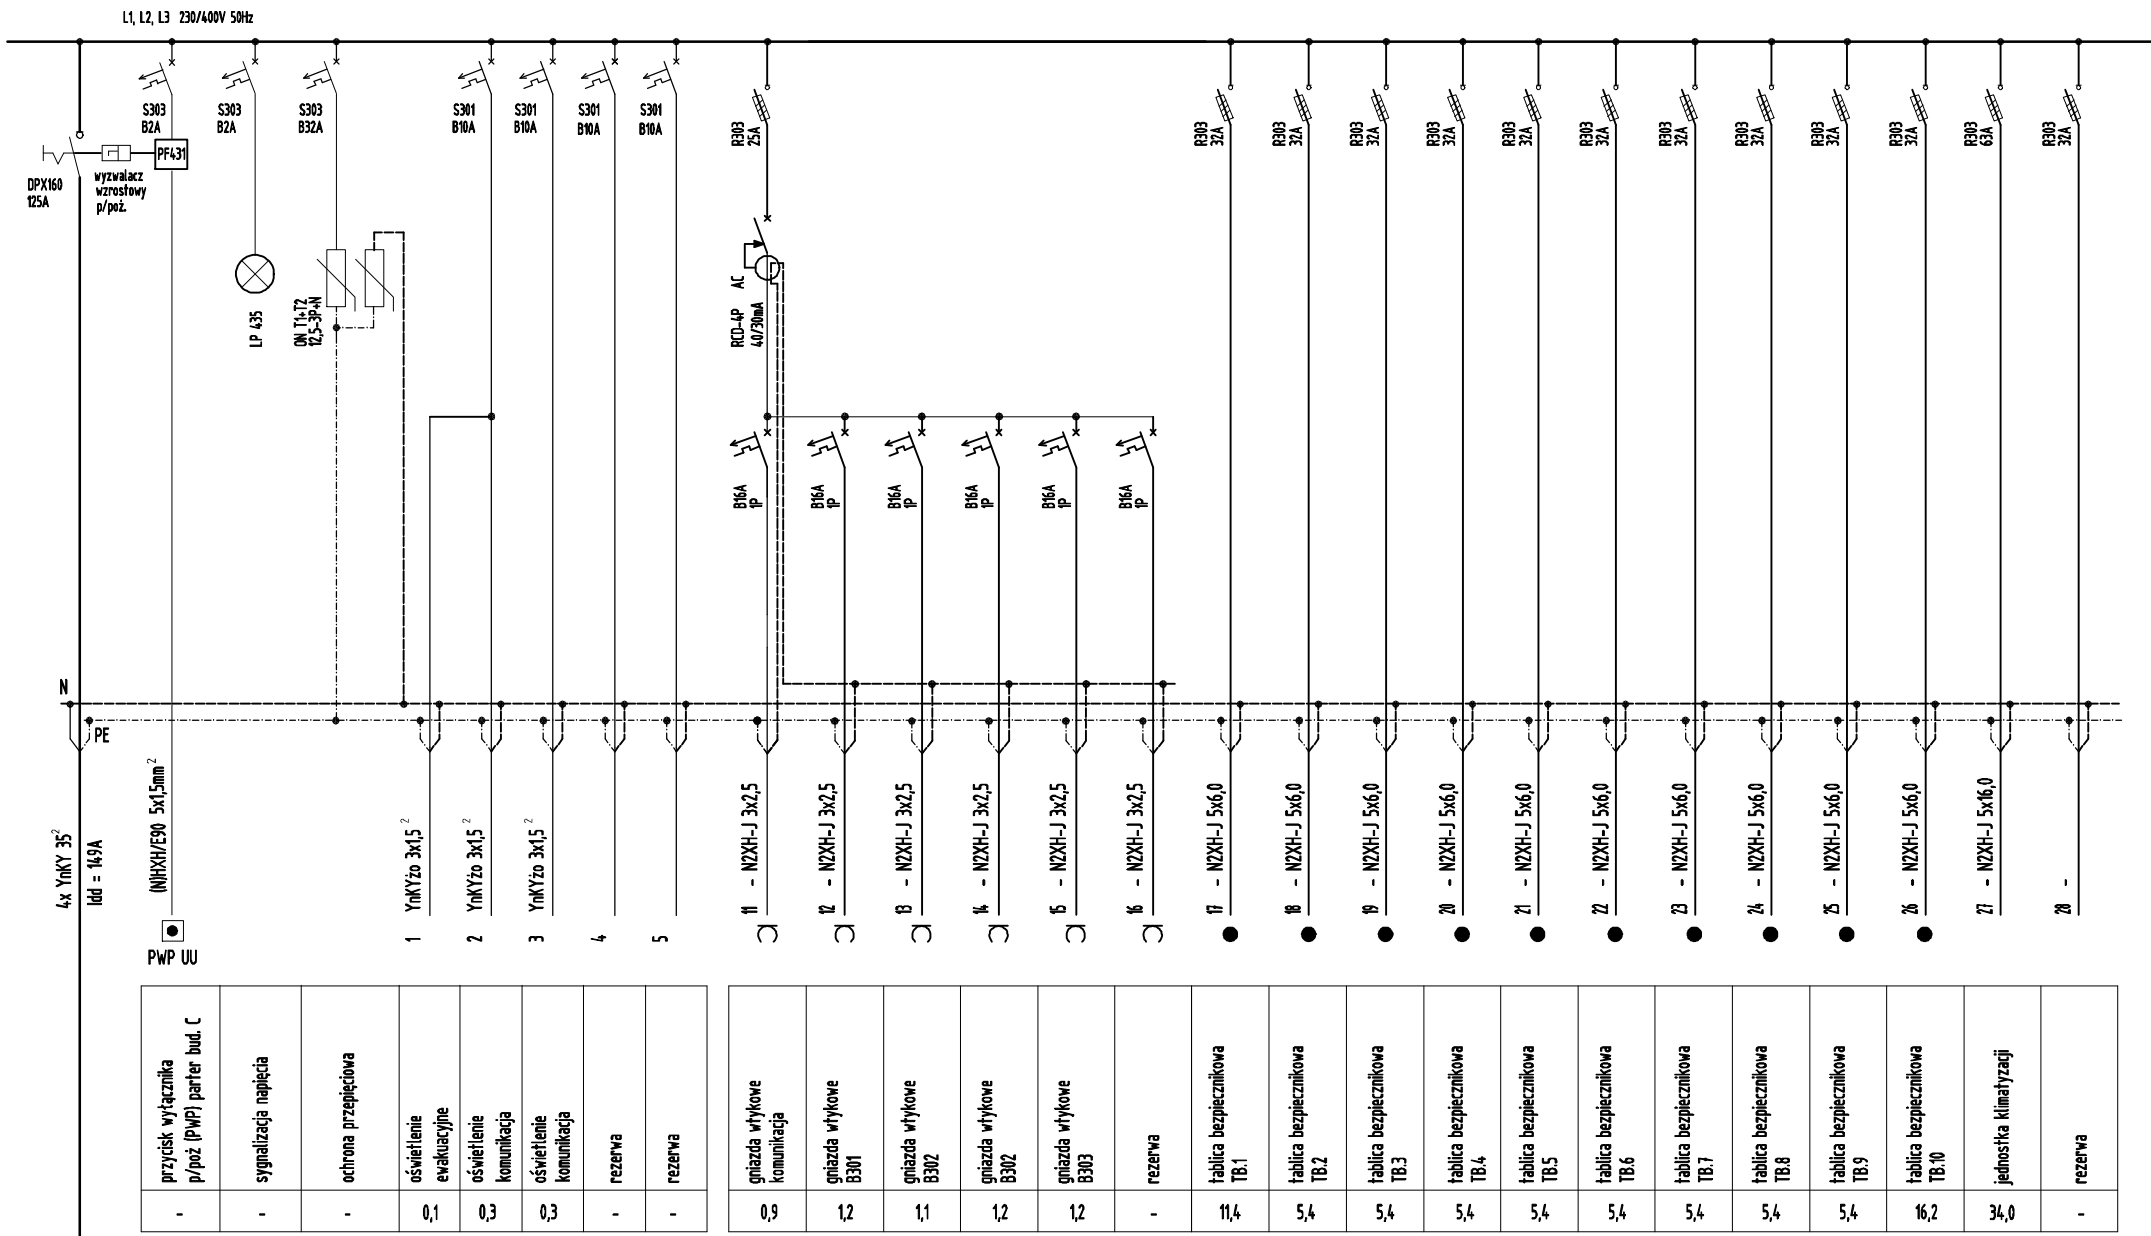 L1, L2, L3 230/400V 50Hz
S303
B2A
S303
B2A
S303
B32A
S301
B10A
S301
B10A
S301
B10A
S301
B10A
R303
25A
R303
32A
R303
32A
R303
32A
R303
32A
R303
32A
R303
32A
R303
32A
R303
32A
R303
32A
R303
32A
R303
63A
R303
32A
PF431
DPX160
125A
wyzwalacz
wzrostowy
p/poż.
LP 435
ON T1+T2
12,5-3P+N
RCD-4P AC
40/30mA
B16A
1P
B16A
1P
B16A
1P
B16A
1P
B16A
1P
B16A
1P
N
PE
4x YnKY 35²
Idd = 149A
(N)HXH/E90 5x1,5mm²
PWP UU
1 YnKYżo 3x1,5²
2 YnKYżo 3x1,5²
3 YnKYżo 3x1,5²
4
5
11 - N2XH-J 3x2,5
12 - N2XH-J 3x2,5
13 - N2XH-J 3x2,5
14 - N2XH-J 3x2,5
15 - N2XH-J 3x2,5
16 - N2XH-J 3x2,5
17 - N2XH-J 5x6,0
18 - N2XH-J 5x6,0
19 - N2XH-J 5x6,0
20 - N2XH-J 5x6,0
21 - N2XH-J 5x6,0
22 - N2XH-J 5x6,0
23 - N2XH-J 5x6,0
24 - N2XH-J 5x6,0
25 - N2XH-J 5x6,0
26 - N2XH-J 5x6,0
27 - N2XH-J 5x16,0
28 -
przycisk wyłącznika
p/poż (PWP) parter bud. C
-
sygnalizacja napięcia
-
ochrona przepięciowa
-
oświetlenie
ewakuacyjne
0,1
oświetlenie
komunikacja
0,3
oświetlenie
komunikacja
0,3
rezerwa
-
rezerwa
-
gniazda wtykowe
komunikacja
0,9
gniazda wtykowe
B301
1,2
gniazda wtykowe
B302
1,1
gniazda wtykowe
B302
1,2
gniazda wtykowe
B303
1,2
rezerwa
-
tablica bezpiecznikowa
TB.1
11,4
tablica bezpiecznikowa
TB.2
5,4
tablica bezpiecznikowa
TB.3
5,4
tablica bezpiecznikowa
TB.4
5,4
tablica bezpiecznikowa
TB.5
5,4
tablica bezpiecznikowa
TB.6
5,4
tablica bezpiecznikowa
TB.7
5,4
tablica bezpiecznikowa
TB.8
5,4
tablica bezpiecznikowa
TB.9
5,4
tablica bezpiecznikowa
TB.10
16,2
jednostka klimatyzacji
34,0
rezerwa
-